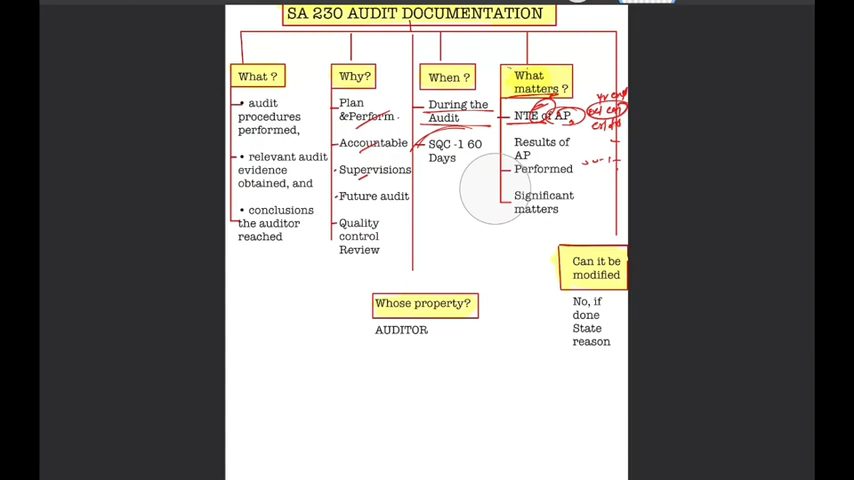 SA 230 AUDIT DOCUMENTATION
What ?
• audit
procedures
performed,
• relevant audit
evidence
obtained, and
• conclusions
the auditor
reached
Why?
Plan
&Perform
Accountable
Supervisions
Future audit
Quality
control
Review
When ?
During the
Audit
SQC -1 60
Days
What
matters ?
NTE of AP
Results of
AP
Performed
Significant
matters
Can it be
modified
No, if
done
State
reason
Whose property?
AUDITOR